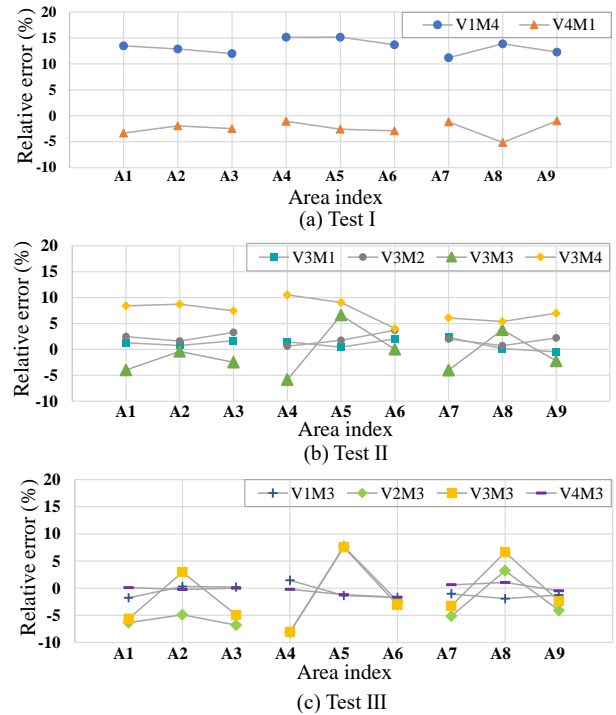 Relative error (%)
20
15
10
5
0
-5
-10
V1M4 V4M1
A1 A2 A3 A4 A5 A6 A7 A8 A9
Area index
(a) Test I
Relative error (%)
20
15
10
5
0
-5
-10
V3M1 V3M2 V3M3 V3M4
A1 A2 A3 A4 A5 A6 A7 A8 A9
Area index
(b) Test II
Relative error (%)
20
15
10
5
0
-5
-10
V1M3 V2M3 V3M3 V4M3
A1 A2 A3 A4 A5 A6 A7 A8 A9
Area index
(c) Test III